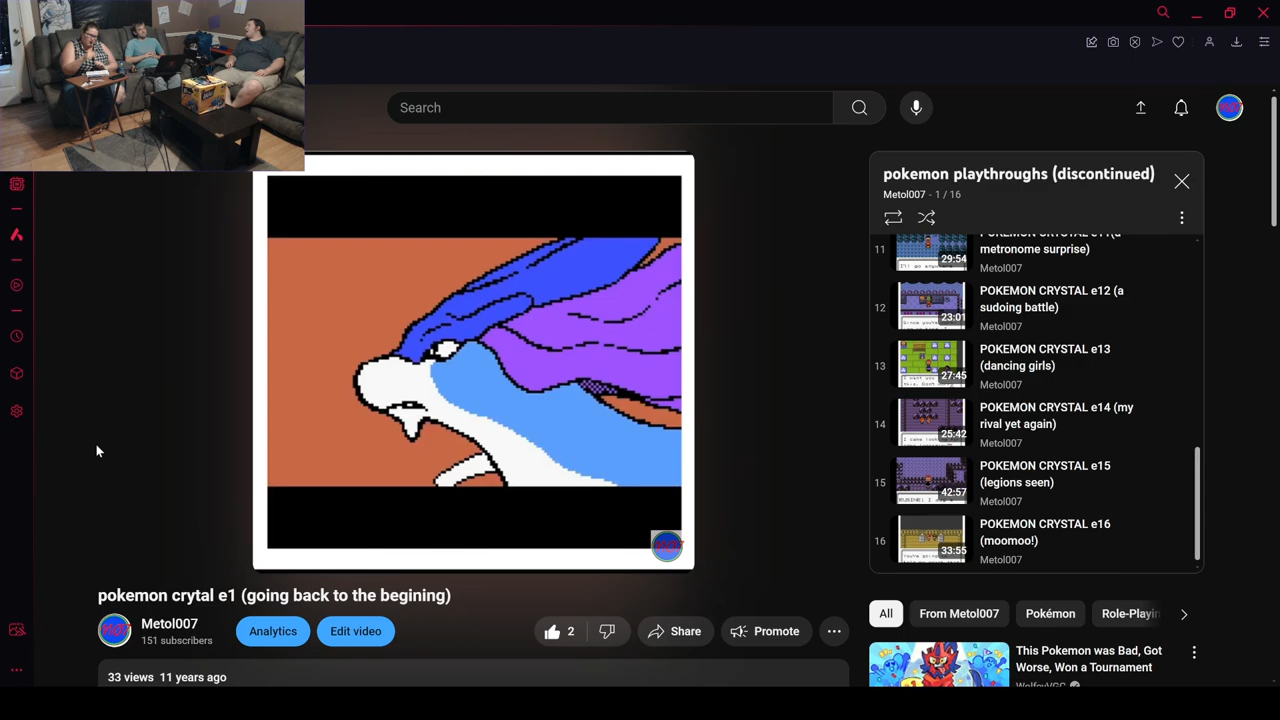 Search
pokemon playthroughs (discontinued)
Metol007 - 1 / 16
11
metronome surprise)
Metol007
29:54
12
POKEMON CRYSTAL e12 (a
sudoing battle)
Metol007
23:01
13
POKEMON CRYSTAL e13
(dancing girls)
Metol007
27:45
14
POKEMON CRYSTAL e14 (my
rival yet again)
Metol007
25:42
15
POKEMON CRYSTAL e15
(legions seen)
Metol007
42:57
16
POKEMON CRYSTAL e16
(moomoo!)
Metol007
33:55
pokemon crytal e1 (going back to the begining)
Metol007
151 subscribers
Analytics
Edit video
2
Share
Promote
33 views 11 years ago
All
From Metol007
Pokémon
Role-Playin
This Pokemon was Bad, Got
Worse, Won a Tournament